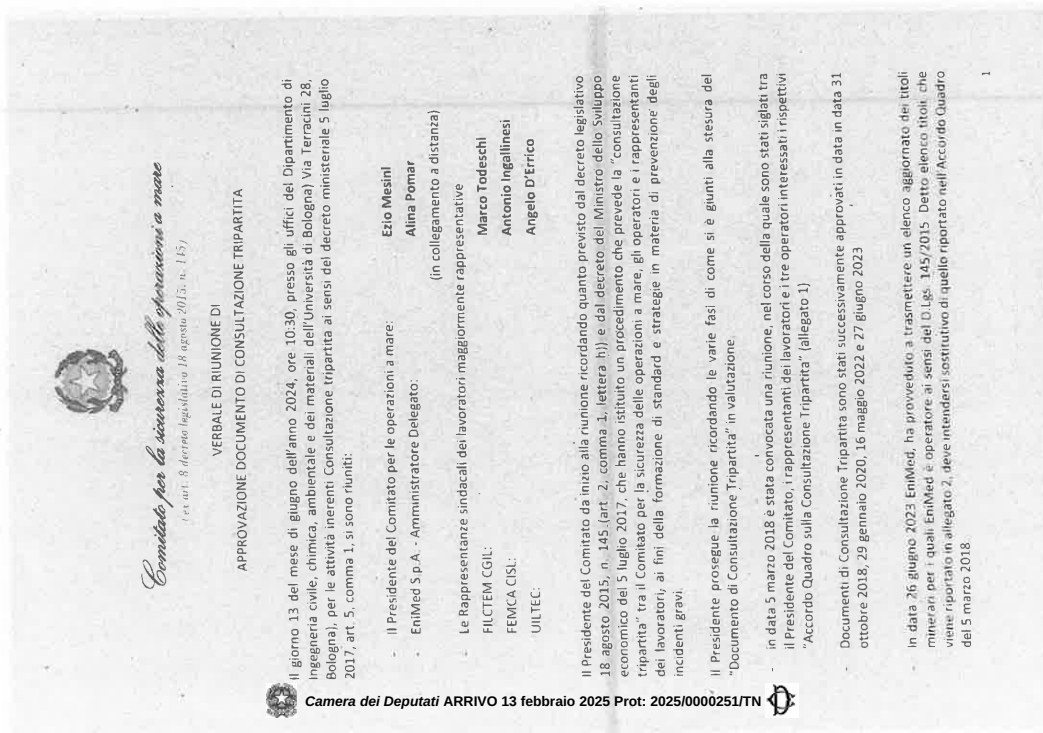 Comitato per la sicurezza delle operazioni a mare
(ex art. 8 decreto legislativo 18 agosto 2015, n. 145)
VERBALE DI RIUNIONE DI
APPROVAZIONE DOCUMENTO DI CONSULTAZIONE TRIPARTITA
Il giorno 13 del mese di giugno dell'anno 2024, ore 10:30, presso gli uffici del Dipartimento di
Ingegneria civile, chimica, ambientale e dei materiali dell'Università di Bologna) Via Terracini 28,
Bologna), per le attività inerenti Consultazione tripartita ai sensi del decreto ministeriale 5 luglio
2017, art. 5, comma 1, si sono riuniti:
- Il Presidente del Comitato per le operazioni a mare: Ezio Mesini
- EniMed S.p.A. - Amministratore Delegato: Alina Pomar
(in collegamento a distanza)
- Le Rappresentanze sindacali dei lavoratori maggiormente rappresentative
FILCTEM CGIL: Marco Todeschi
FEMCA CISL: Antonio Ingallinesi
UILTEC: Angelo D'Errico
Il Presidente del Comitato da inizio alla riunione ricordando quanto previsto dal decreto legislativo
18 agosto 2015, n. 145 (art. 2, comma 1, lettera h)) e dal decreto del Ministro dello Sviluppo
economico del 5 luglio 2017, che hanno istituito un procedimento che prevede la "consultazione
tripartita" tra il Comitato per la sicurezza delle operazioni a mare, gli operatori e i rappresentanti
dei lavoratori, ai fini della formazione di standard e strategie in materia di prevenzione degli
incidenti gravi.
Il Presidente prosegue la riunione ricordando le varie fasi di come si è giunti alla stesura del
"Documento di Consultazione Tripartita" in valutazione.
- in data 5 marzo 2018 è stata convocata una riunione, nel corso della quale sono stati siglati tra
il Presidente del Comitato, i rappresentanti dei lavoratori e i tre operatori interessati i rispettivi
"Accordo Quadro sulla Consultazione Tripartita" (allegato 1)
- Documenti di Consultazione Tripartita sono stati successivamente approvati in data in data 31
ottobre 2018, 29 gennaio 2020, 16 maggio 2022 e 27 giugno 2023
- In data 26 giugno 2023 EniMed, ha provveduto a trasmettere un elenco aggiornato dei titoli
minerari per i quali EniMed è operatore ai sensi del D.Lgs. 145/2015. Detto elenco titoli, che
viene riportato in allegato 2, deve intendersi sostitutivo di quello riportato nell'Accordo Quadro
del 5 marzo 2018.
1
Camera dei Deputati ARRIVO 13 febbraio 2025 Prot: 2025/0000251/TN